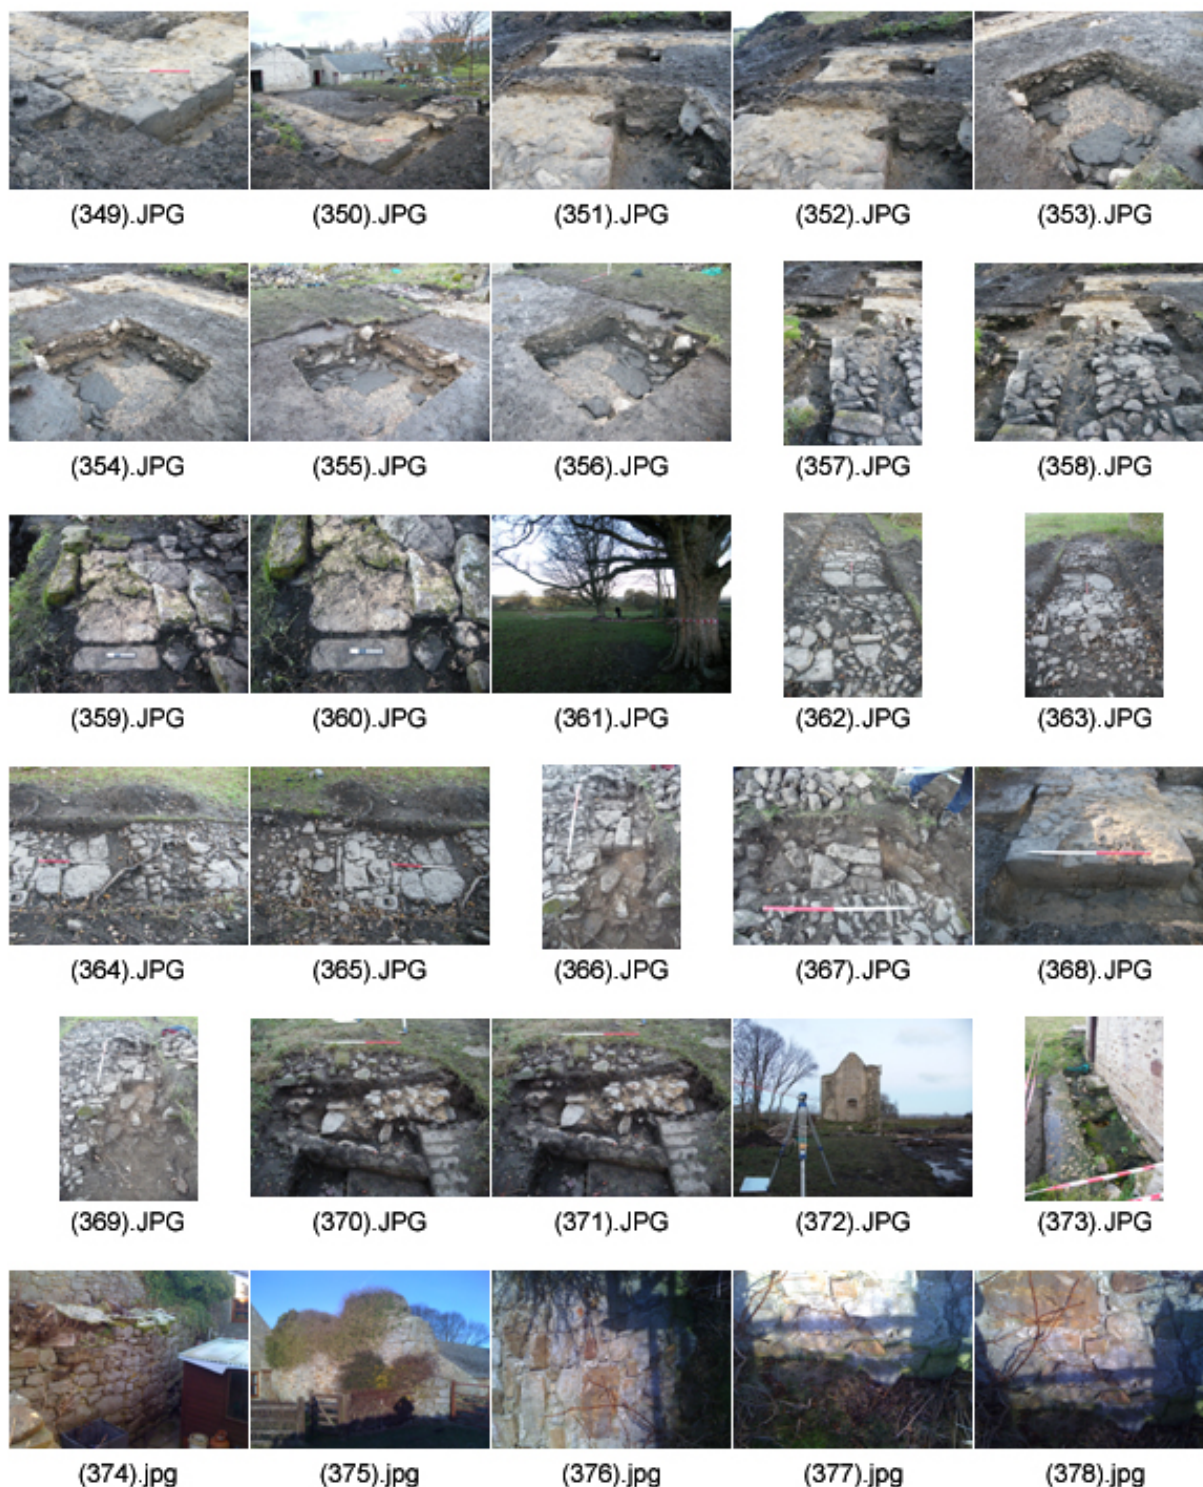 (349).JPG (350).JPG (351).JPG (352).JPG (353).JPG
(354).JPG (355).JPG (356).JPG (357).JPG (358).JPG
(359).JPG (360).JPG (361).JPG (362).JPG (363).JPG
(364).JPG (365).JPG (366).JPG (367).JPG (368).JPG
(369).JPG (370).JPG (371).JPG (372).JPG (373).JPG
(374).jpg (375).jpg (376).jpg (377).jpg (378).jpg